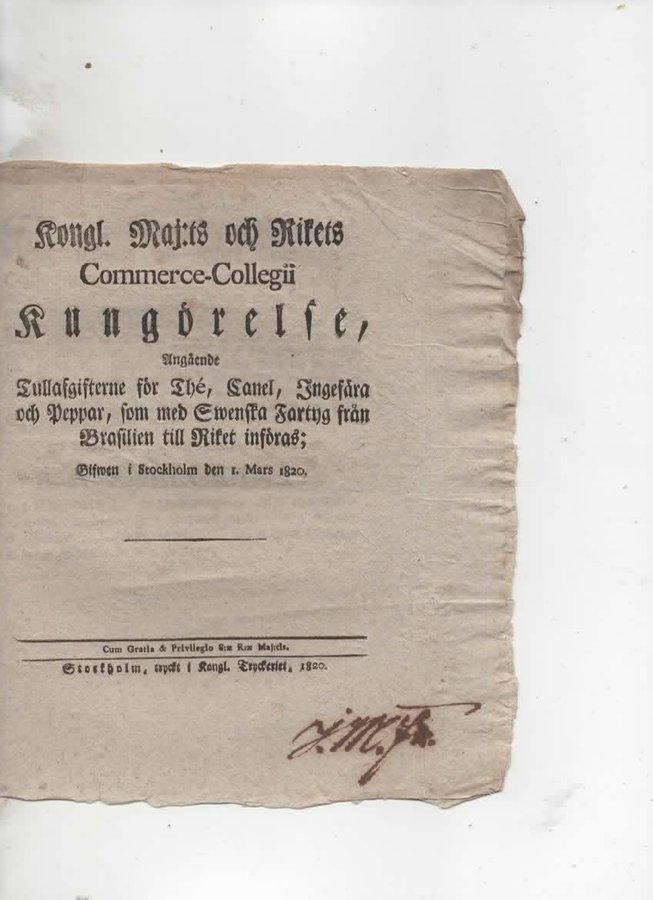 Kongl. Maj:ts och Rikets
Commerce-Collegii
Kungörelse,
Angående
Tullafgifterne för Thé, Canel, Ingefära
och Peppar, som med Swenska Fartyg från
Brasilien till Riket införas;
Gifwen i Stockholm den 1. Mars 1820.
Cum Gratia & Privilegio S:æ R:æ Maj:tis.
Stockholm, tryckt i Kongl. Tryckeriet, 1820.